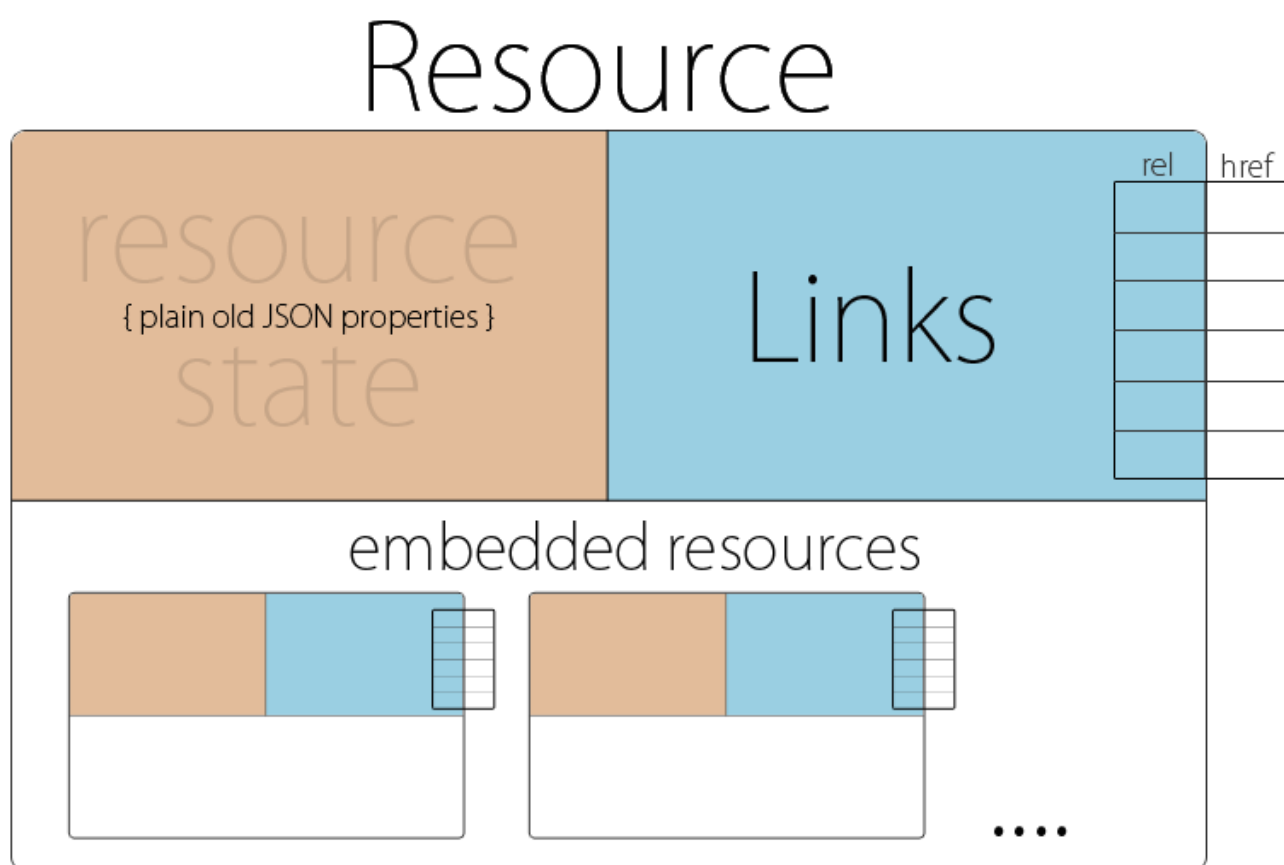 Resource
rel href
resource
{ plain old JSON properties }
state
Links
embedded resources
....